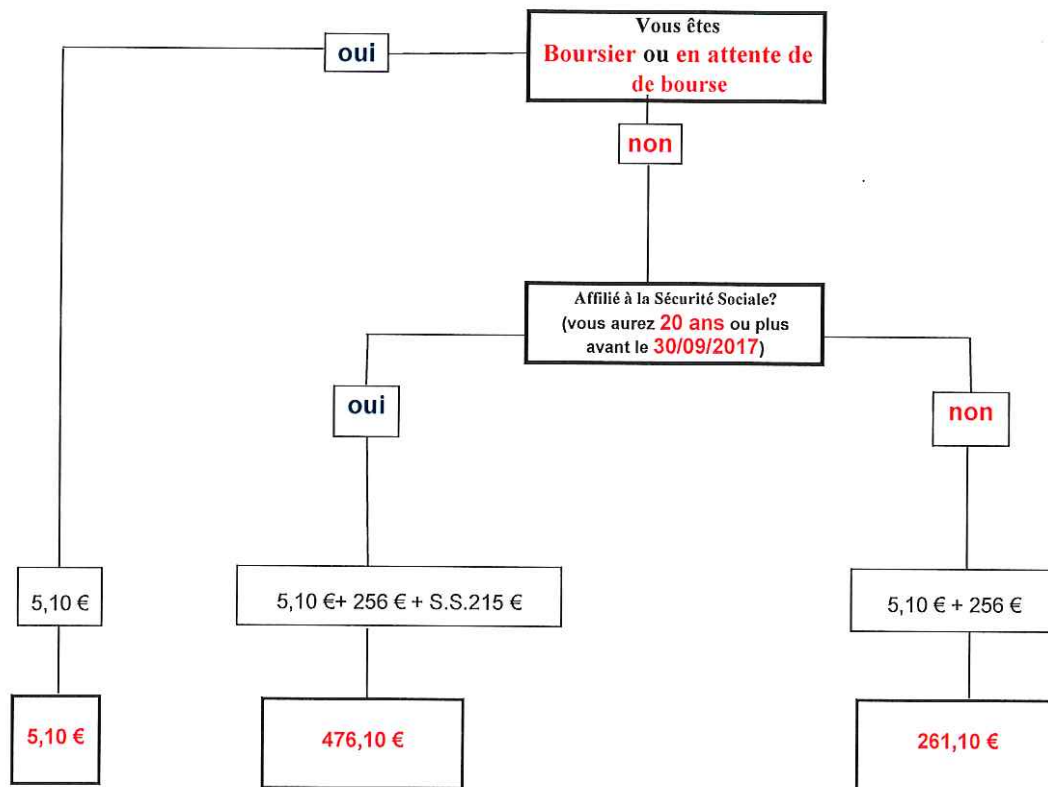 Vous êtes
oui
Boursier ou en attente de
de bourse
non
Affilié à la Sécurité Sociale?
(vous aurez 20 ans ou plus
avant le 30/09/2017)
oui
non
5,10 €
5,10 €+ 256 € + S.S.215 €
5,10 € + 256 €
5,10 €
476,10 €
261,10 €